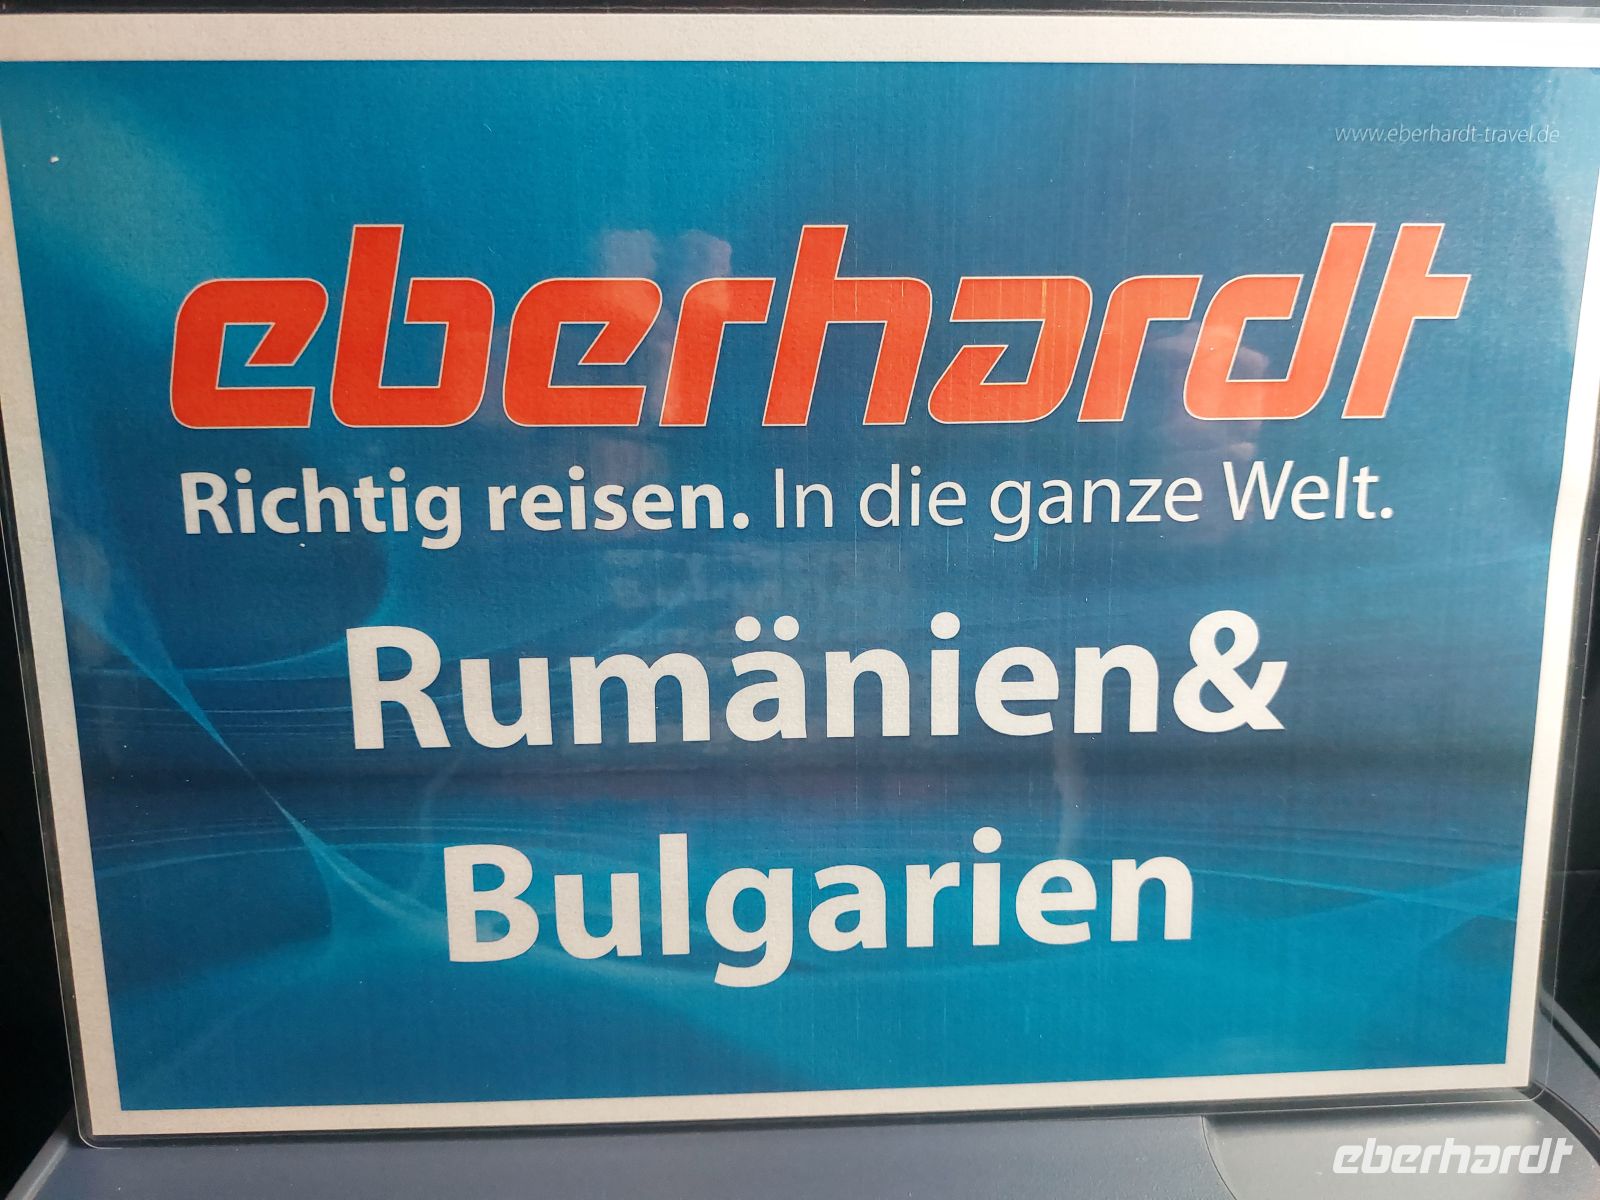 www.eberhardt-travel.de
eberhardt
Richtig reisen. In die ganze Welt.
Rumänien&
Bulgarien
eberhardt